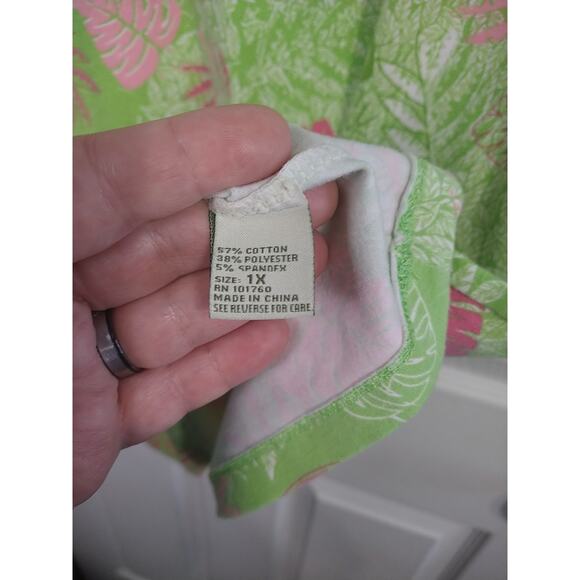 57% COTTON
38% POLYESTER
5% SPANDEX
SIZE: 1X
RN 101760
MADE IN CHINA
SEE REVERSE FOR CARE